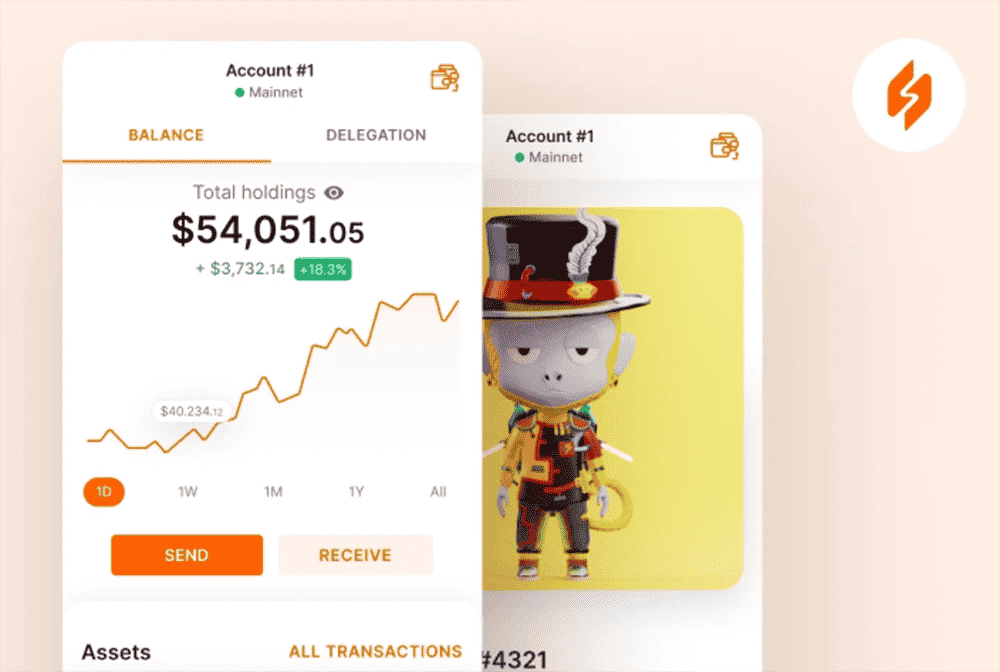 Account #1
Mainnet
BALANCE DELEGATION
Total holdings
$54,051.05
+ $3,732.14 +18.3%
$40.234.12
1D 1W 1M 1Y All
SEND RECEIVE
Assets ALL TRANSACTIONS
Account #1
Mainnet
#4321